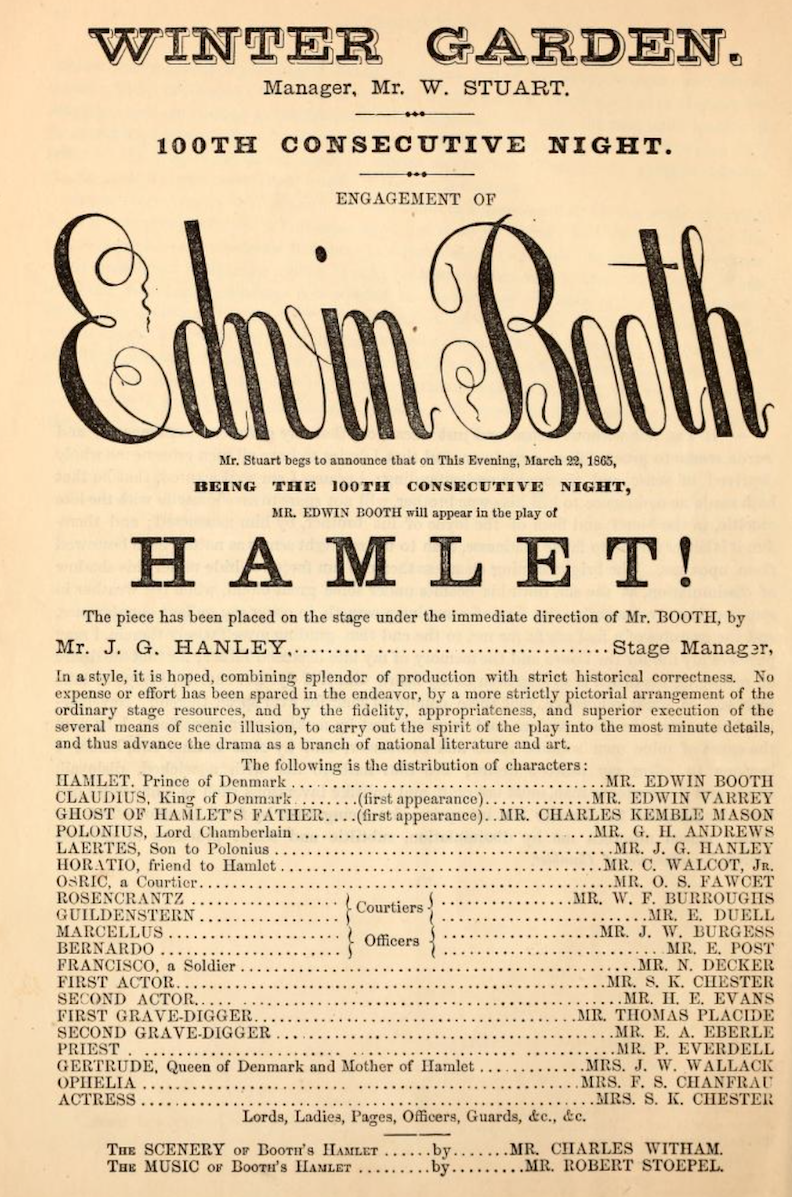 WINTER GARDEN.
Manager, Mr. W. STUART.
100TH CONSECUTIVE NIGHT.
ENGAGEMENT OF
Edwin Booth
Mr. Stuart begs to announce that on This Evening, March 22, 1865,
BEING THE 100TH CONSECUTIVE NIGHT,
MR. EDWIN BOOTH will appear in the play of
HAMLET!
The piece has been placed on the stage under the immediate direction of Mr. BOOTH, by
Mr. J. G. HANLEY,......... ......... ................................Stage Manager,
In a style, it is hoped, combining splendor of production with strict historical correctness. No
expense or effort has been spared in the endeavor, by a more strictly pictorial arrangement of the
ordinary stage resources, and by the fidelity, appropriateness, and superior execution of the
several means of scenic illusion, to carry out the spirit of the play into the most minute details,
and thus advance the drama as a branch of national literature and art.
The following is the distribution of characters:
HAMLET, Prince of Denmark ........................................MR. EDWIN BOOTH
CLAUDIUS, King of Denmark........(first appearance).............MR. EDWIN VARREY
GHOST OF HAMLET'S FATHER....(first appearance)..MR. CHARLES KEMBLE MASON
POLONIUS, Lord Chamberlain.....................................MR. G. H. ANDREWS
LAERTES, Son to Polonius..........................................MR. J. G. HANLEY
HORATIO, friend to Hamlet........................................MR. C. WALCOT, JR.
OSRIC, a Courtier..................................................MR. O. S. FAWCET
ROSENCRANTZ .................... { Courtiers { ................MR. W. F. BURROUGHS
GUILDENSTERN .................. { Courtiers { .........................MR. E. DUELL
MARCELLUS ...................... { Officers { ...................MR. J. W. BURGESS
BERNARDO ....................... { Officers { ...........................MR. E. POST
FRANCISCO, a Soldier................................................MR. N. DECKER
FIRST ACTOR.....................................................MR. S. K. CHESTER
SECOND ACTOR.....................................................MR. H. E. EVANS
FIRST GRAVE-DIGGER.........................................MR. THOMAS PLACIDE
SECOND GRAVE-DIGGER ..........................................MR. E. A. EBERLE
PRIEST . .........................................................MR. P. EVERDELL
GERTRUDE, Queen of Denmark and Mother of Hamlet .............MRS. J. W. WALLACK
OPHELIA ......................................................MRS. F. S. CHANFRAU
ACTRESS........................................................MRS. S. K. CHESTER
Lords, Ladies, Pages, Officers, Guards, &c., &c.
THE SCENERY OF BOOTH'S HAMLET ......by.......MR. CHARLES WITHAM.
THE MUSIC OF BOOTH'S HAMLET .........by.........MR. ROBERT STOEPEL.